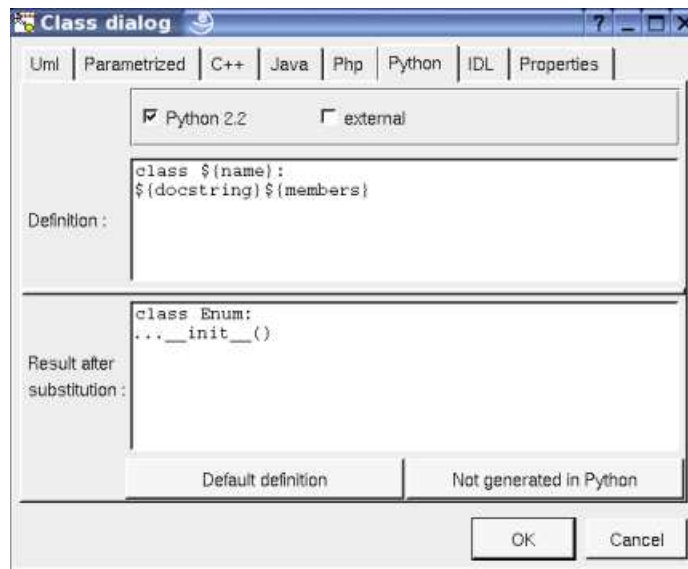 Class dialog
Uml Parametrized C++ Java Php Python IDL Properties
Python 2.2 external
Definition :
class ${name}:
${docstring}${members}
Result after
substitution :
class Enum:
...__init__()
Default definition Not generated in Python
OK Cancel